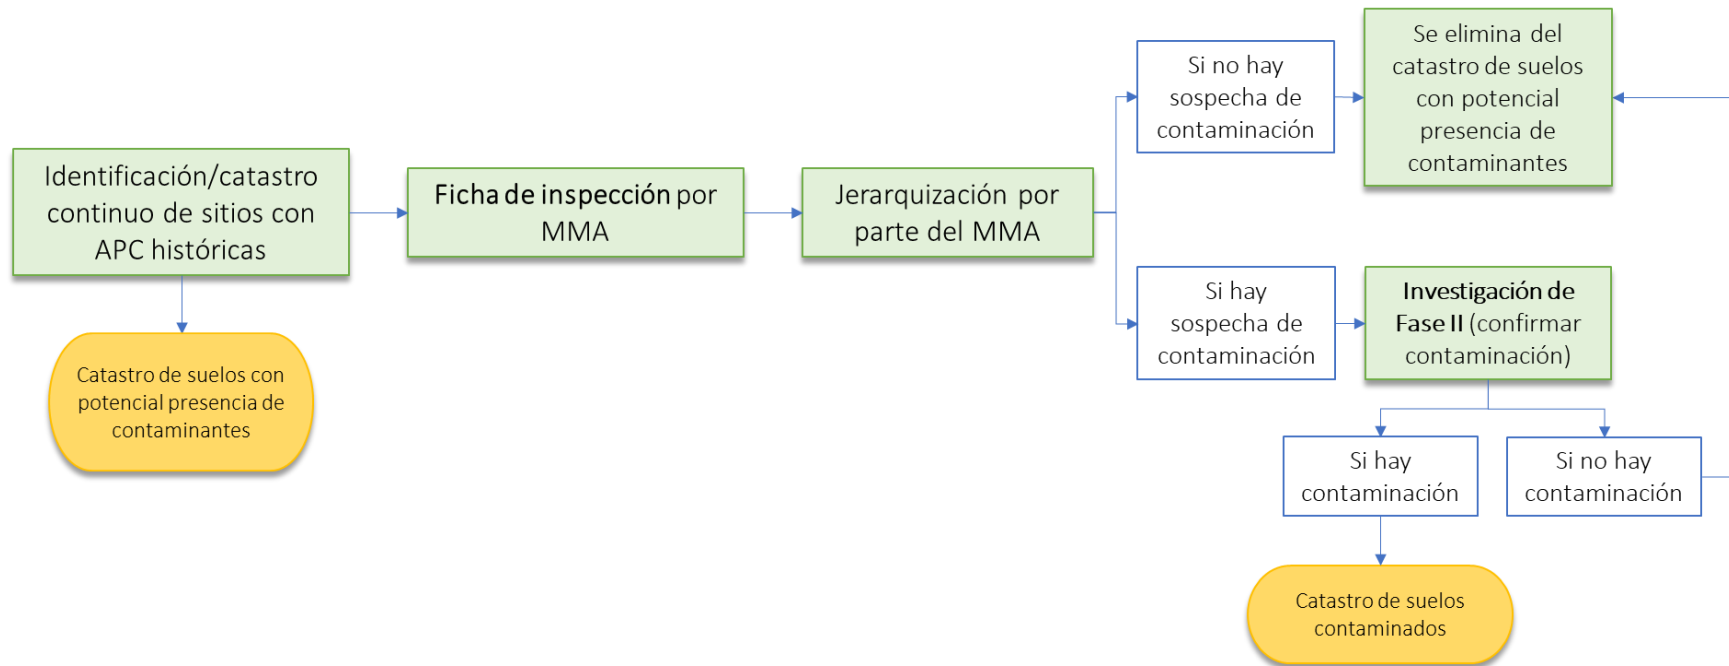 Identificación/catastro
continuo de sitios con
APC históricas
Catastro de suelos con
potencial presencia de
contaminantes
Ficha de inspección por
MMA
Jerarquización por
parte del MMA
Si no hay
sospecha de
contaminación
Se elimina del
catastro de suelos
con potencial
presencia de
contaminantes
Si hay
sospecha de
contaminación
Investigación de
Fase II (confirmar
contaminación)
Si hay
contaminación
Si no hay
contaminación
Catastro de suelos
contaminados